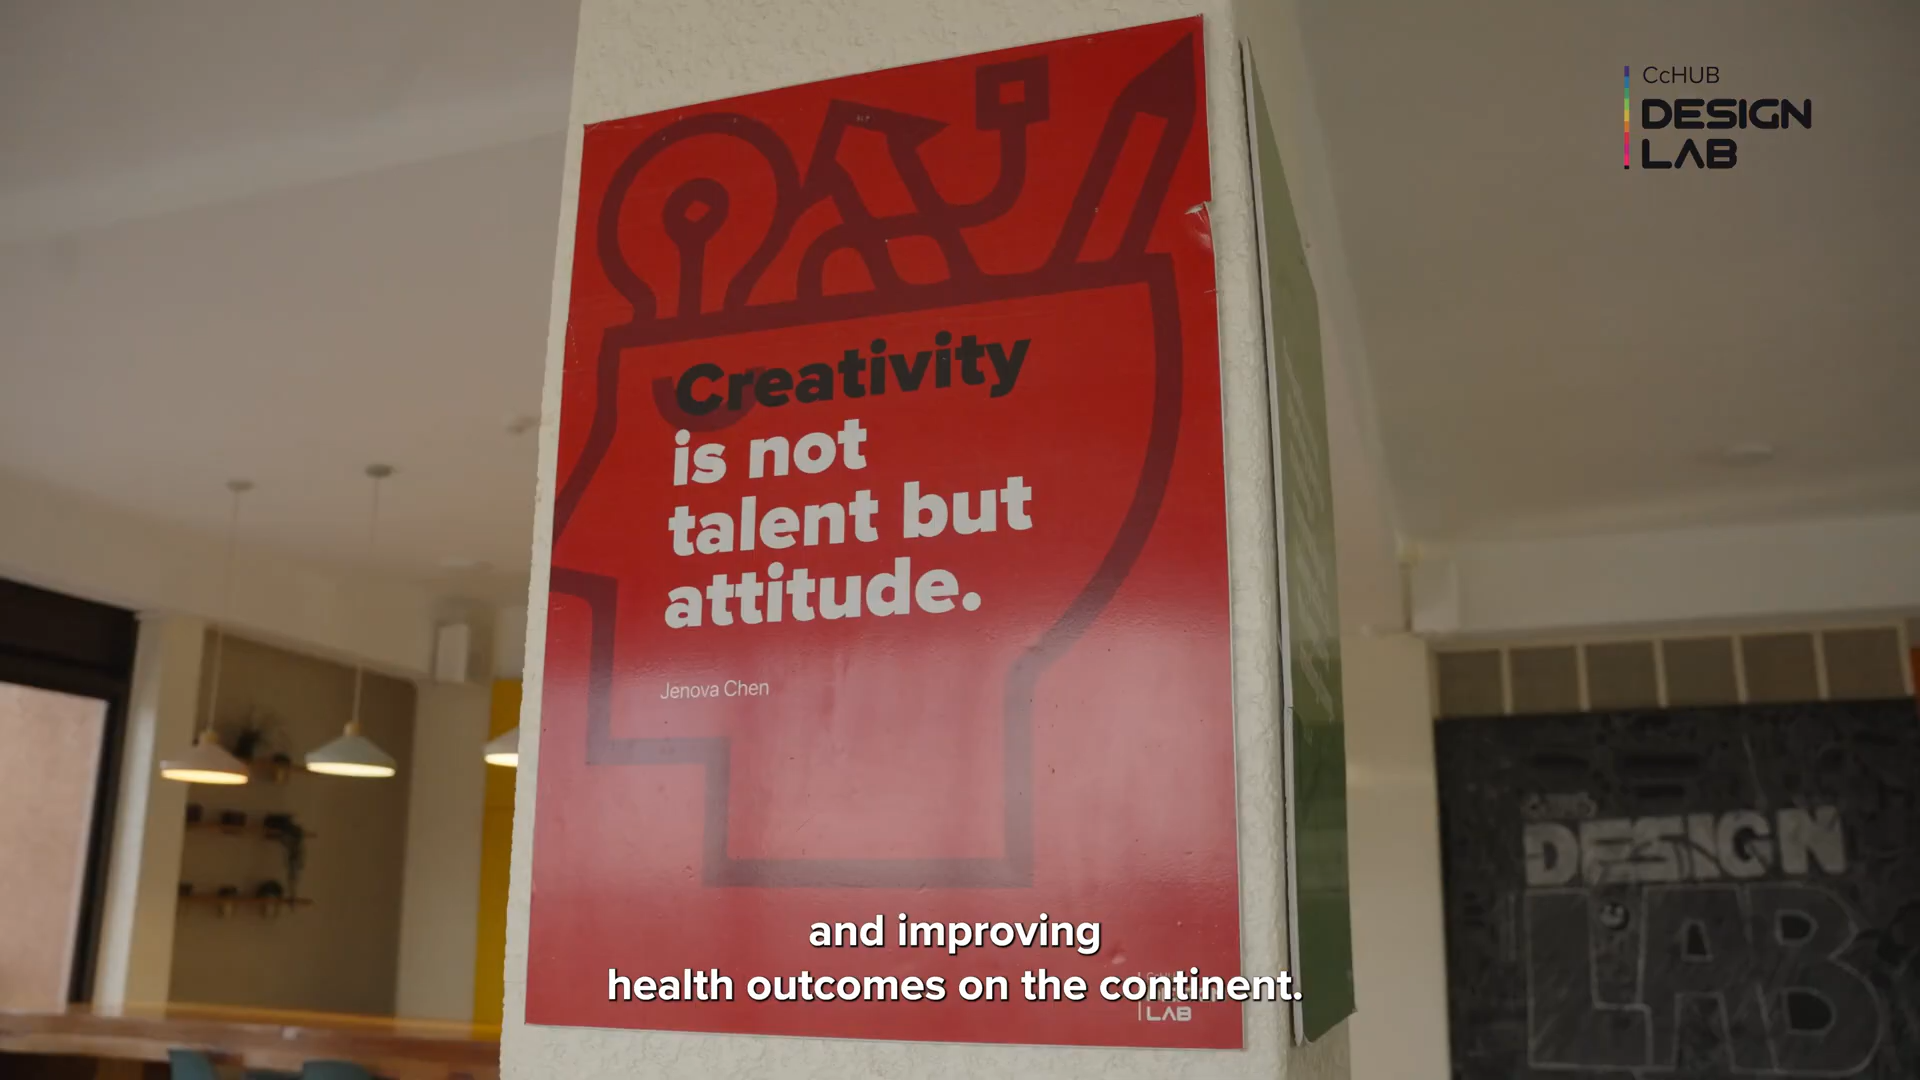 CcHUB
DESIGN
LAB
Creativity
is not
talent but
attitude.
Jenova Chen
and improving
health outcomes on the continent.
LAB
DESIGN
LAB